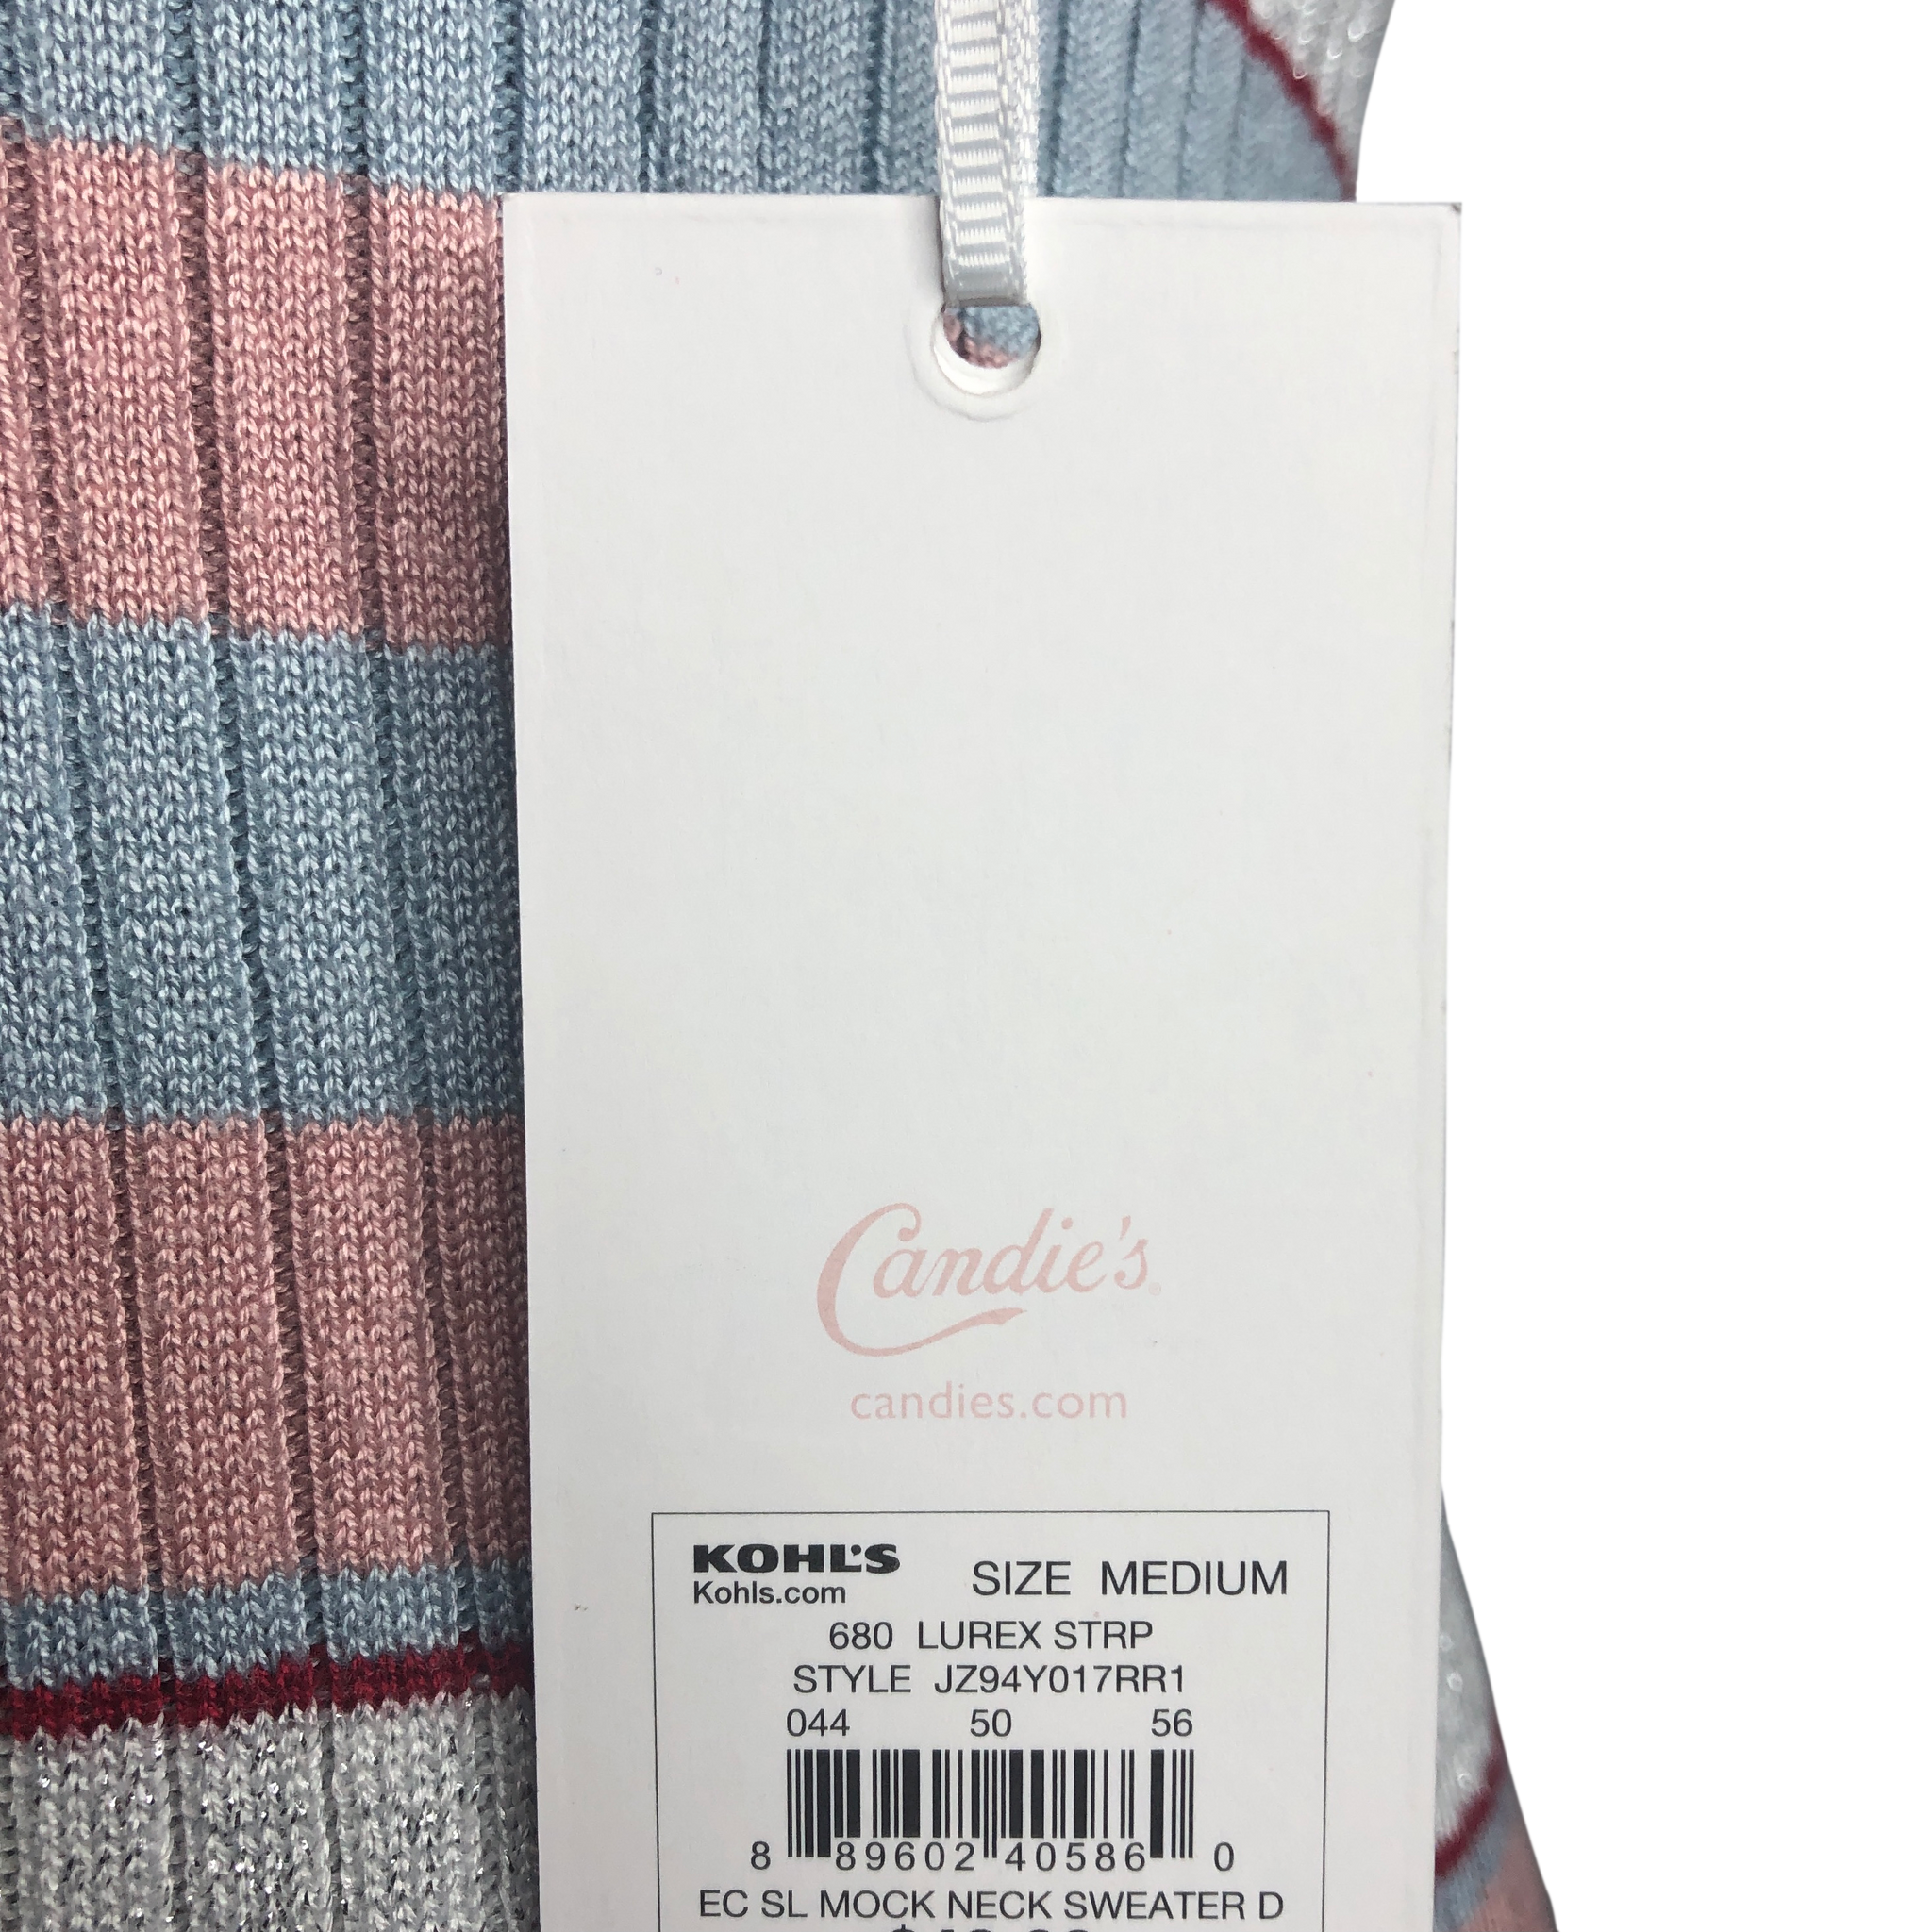 Candie's®
candies.com
KOHL'S
Kohls.com
SIZE MEDIUM
680 LUREX STRP
STYLE JZ94Y017RR1
044 50 56
8 89602 40586 0
EC SL MOCK NECK SWEATER D